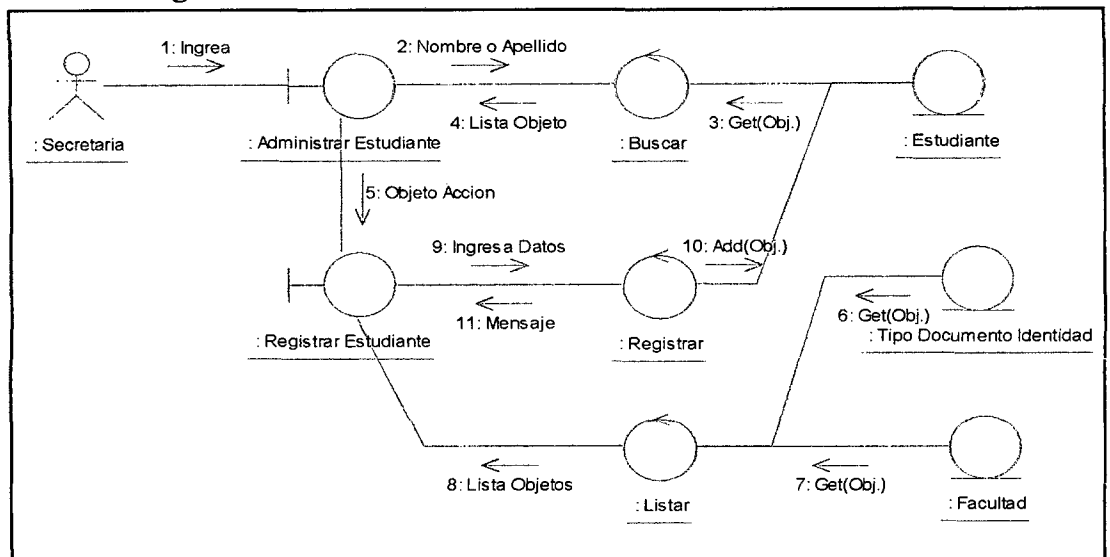 1: Ingrea
2: Nombre o Apellido
4: Lista Objeto
3: Get(Obj.)
: Secretaria
: Administrar Estudiante
: Buscar
: Estudiante
5: Objeto Accion
9: Ingresa Datos
10: Add(Obj.)
11: Mensaje
6: Get(Obj.)
: Registrar Estudiante
: Registrar
: Tipo Documento Identidad
8: Lista Objetos
7: Get(Obj.)
: Listar
: Facultad